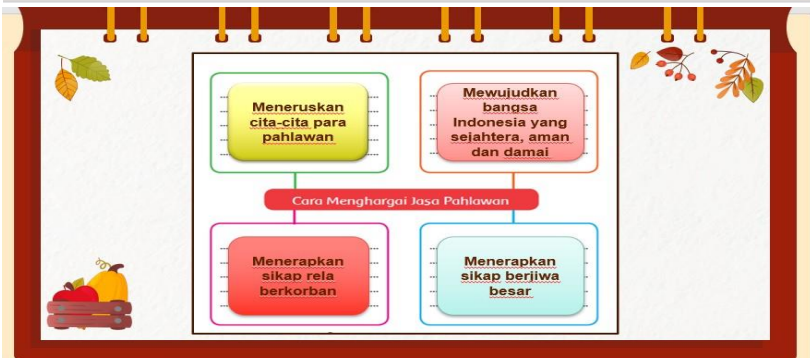 Meneruskan
cita-cita para
pahlawan
Mewujudkan
bangsa
Indonesia yang
sejahtera, aman
dan damai
Cara Menghargai Jasa Pahlawan
Menerapkan
sikap rela
berkorban
Menerapkan
sikap berjiwa
besar